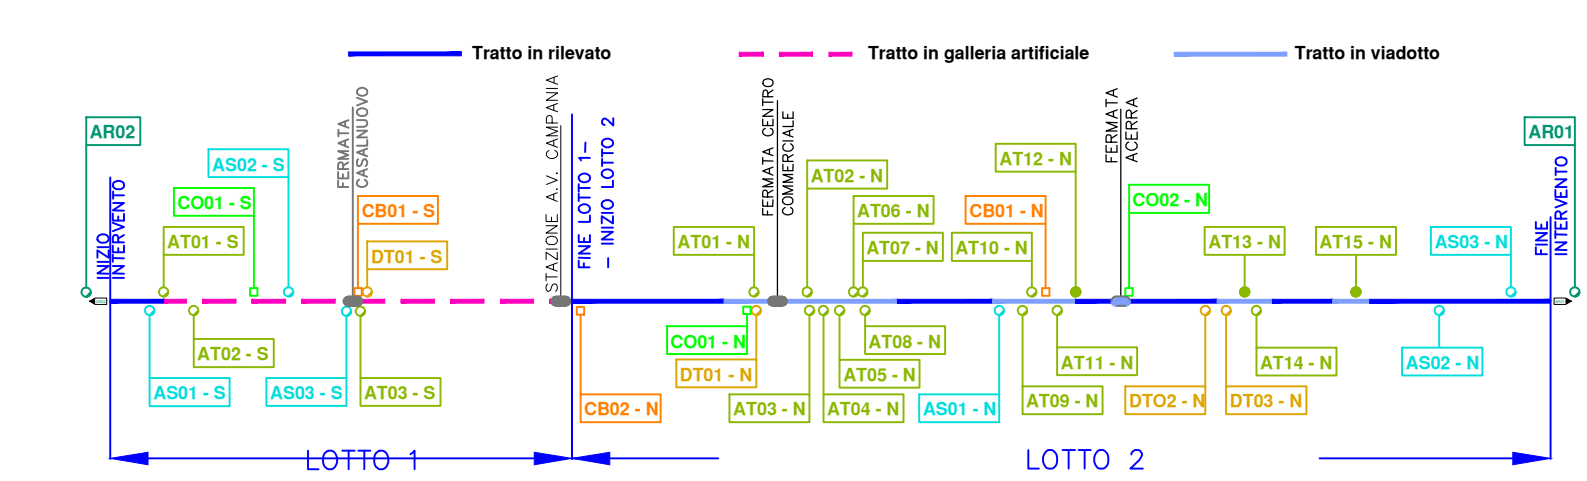 Tratto in rilevato
Tratto in galleria artificiale
Tratto in viadotto
AR02
INIZIO
INTERVENTO
AS02 - S
CO01 - S
AT01 - S
FERMATA
CASALNUOVO
CB01 - S
DT01 - S
STAZIONE A.V. CAMPANIA
FINE LOTTO 1-
- INIZIO LOTTO 2
AT01 - N
FERMATA CENTRO
COMMERCIALE
AT02 - N
AT06 - N
AT07 - N
AT12 - N
CB01 - N
AT10 - N
FERMATA
ACERRA
CO02 - N
AT13 - N
AT15 - N
AS03 - N
AR01
FINE
INTERVENTO
AT02 - S
AS01 - S
AS03 - S
AT03 - S
CB02 - N
CO01 - N
DT01 - N
AT03 - N
AT08 - N
AT05 - N
AT04 - N
AS01 - N
AT11 - N
AT09 - N
DTO2 - N
DT03 - N
AT14 - N
AS02 - N
LOTTO 1
LOTTO 2